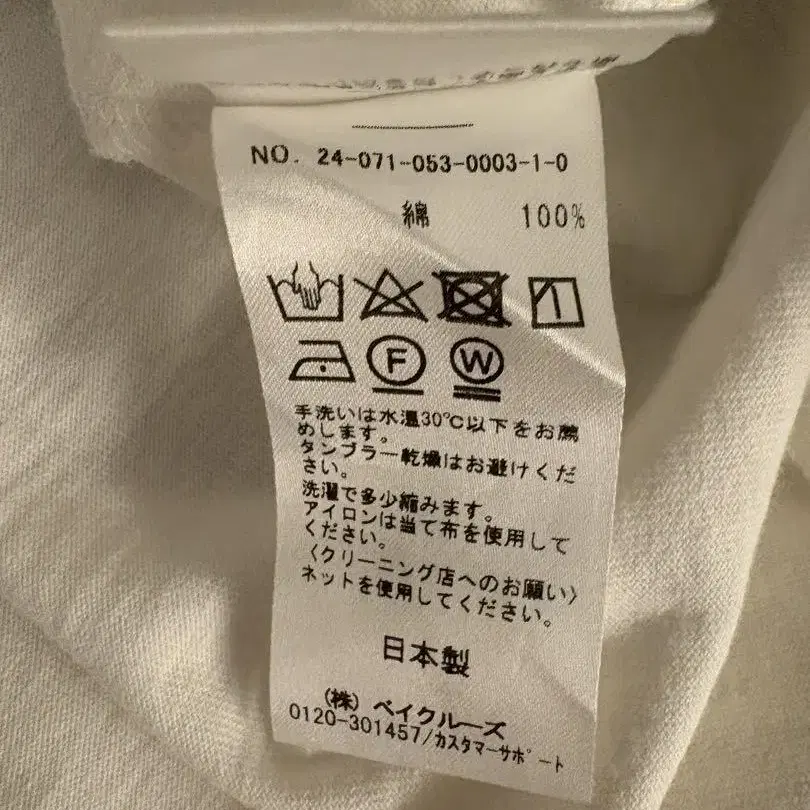 NO. 24-071-053-0003-1-0
綿 100%
F W
手洗いは水温30℃以下をお薦
めします。
タンブラー乾燥はお避けくだ
さい。
洗濯で多少縮みます。
アイロンは当て布を使用して
ください。
〈クリーニング店へのお願い〉
ネットを使用してください。
日本製
(株) ベイクルーズ
0120-301457/カスタマーサポート